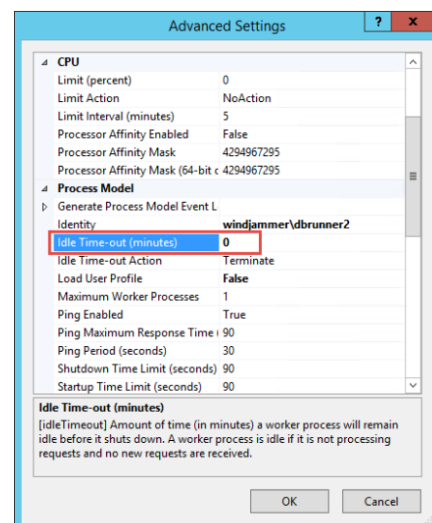 Advanced Settings
? x
CPU
Limit (percent) 0
Limit Action NoAction
Limit Interval (minutes) 5
Processor Affinity Enabled False
Processor Affinity Mask 4294967295
Processor Affinity Mask (64-bit c 4294967295
Process Model
Generate Process Model Event L
Identity windjammer\dbrunner2
Idle Time-out (minutes) 0
Idle Time-out Action Terminate
Load User Profile False
Maximum Worker Processes 1
Ping Enabled True
Ping Maximum Response Time ( 90
Ping Period (seconds) 30
Shutdown Time Limit (seconds) 90
Startup Time Limit (seconds) 90
Idle Time-out (minutes)
[idleTimeout] Amount of time (in minutes) a worker process will remain
idle before it shuts down. A worker process is idle if it is not processing
requests and no new requests are received.
OK Cancel